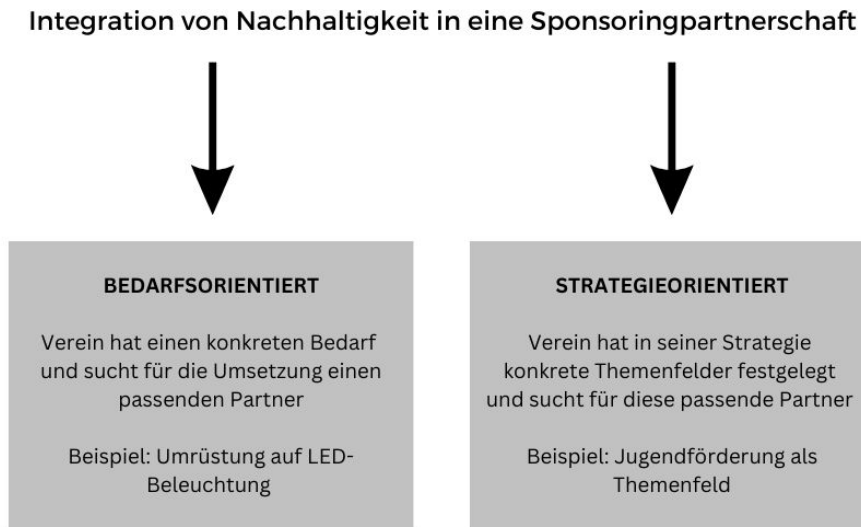 Integration von Nachhaltigkeit in eine Sponsoringpartnerschaft
BEDARFSORIENTIERT
Verein hat einen konkreten Bedarf
und sucht für die Umsetzung einen
passenden Partner
Beispiel: Umrüstung auf LED-
Beleuchtung
STRATEGIEORIENTIERT
Verein hat in seiner Strategie
konkrete Themenfelder festgelegt
und sucht für diese passende Partner
Beispiel: Jugendförderung als
Themenfeld